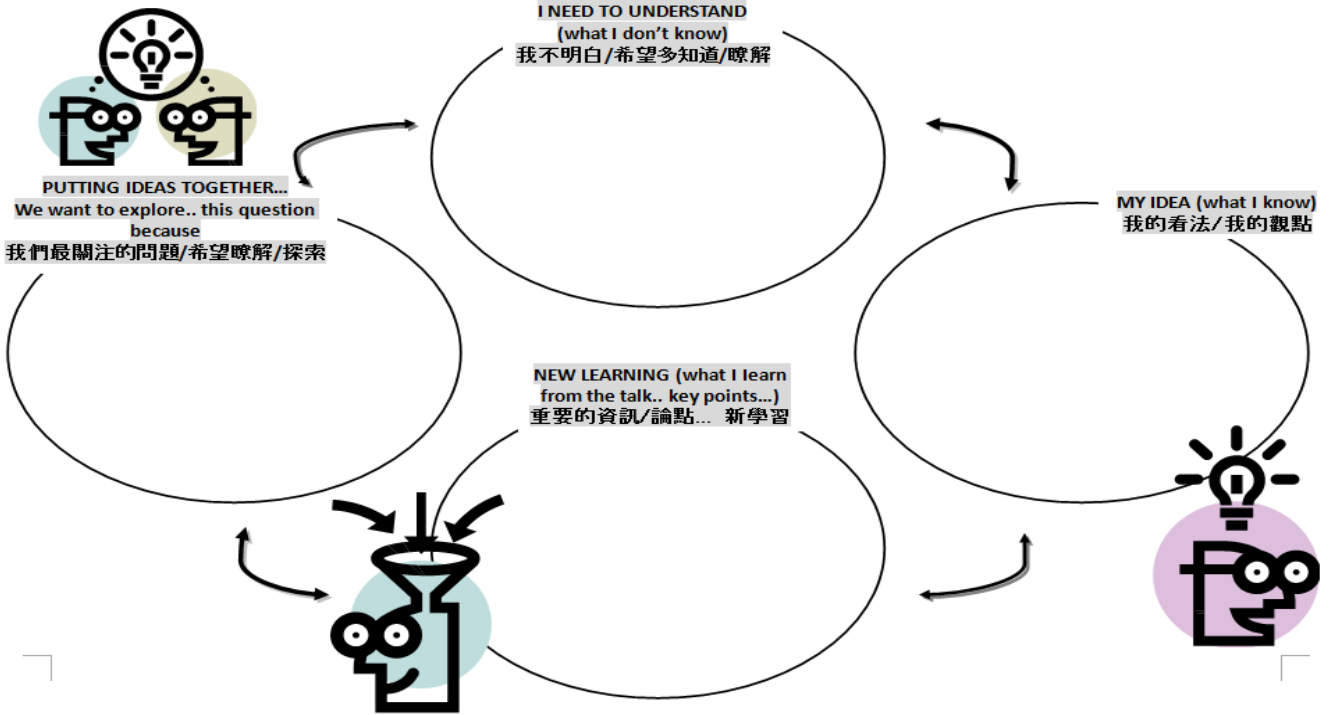 I NEED TO UNDERSTAND
(what I don’t know)
我不明白/希望多知道/瞭解
PUTTING IDEAS TOGETHER…
We want to explore.. this question
because
我們最關注的問題/希望瞭解/探索
MY IDEA (what I know)
我的看法/我的觀點
NEW LEARNING (what I learn
from the talk.. key points…)
重要的資訊/論點… 新學習